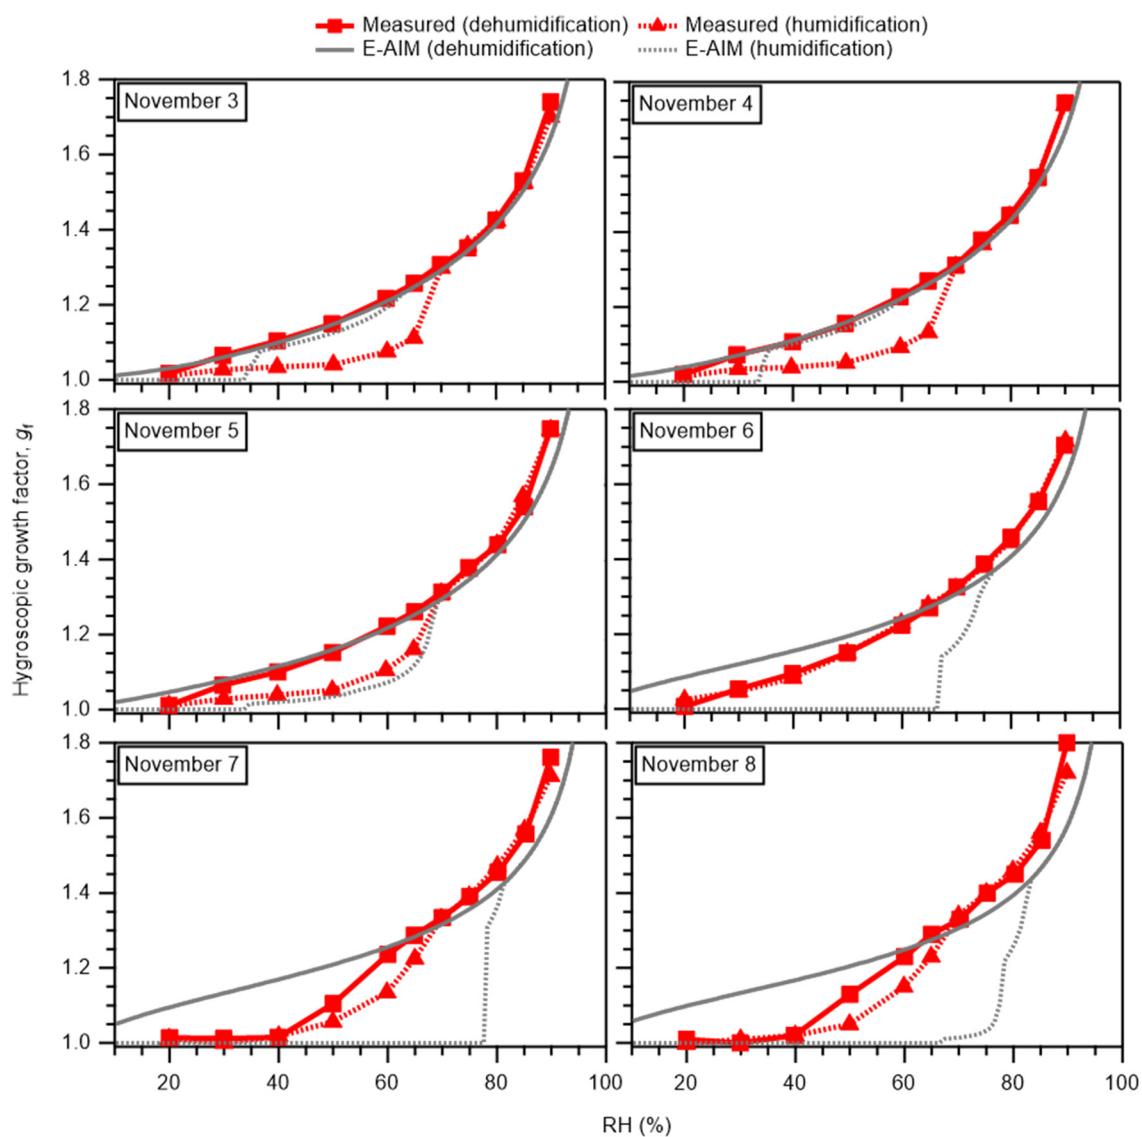 Measured (dehumidification) Measured (humidification)
E-AIM (dehumidification) E-AIM (humidification)
1.8
November 3
November 4
1.6
1.4
1.2
1.0
1.8
November 5
November 6
1.6
1.4
1.2
1.0
1.8
November 7
November 8
1.6
1.4
1.2
1.0
20 40 60 80 100 20 40 60 80 100
Hygroscopic growth factor, gf
RH (%)